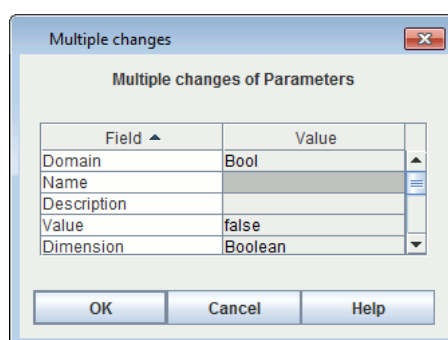 Multiple changes
Multiple changes of Parameters
Field Value
Domain Bool
Name
Description
Value false
Dimension Boolean
OK Cancel Help